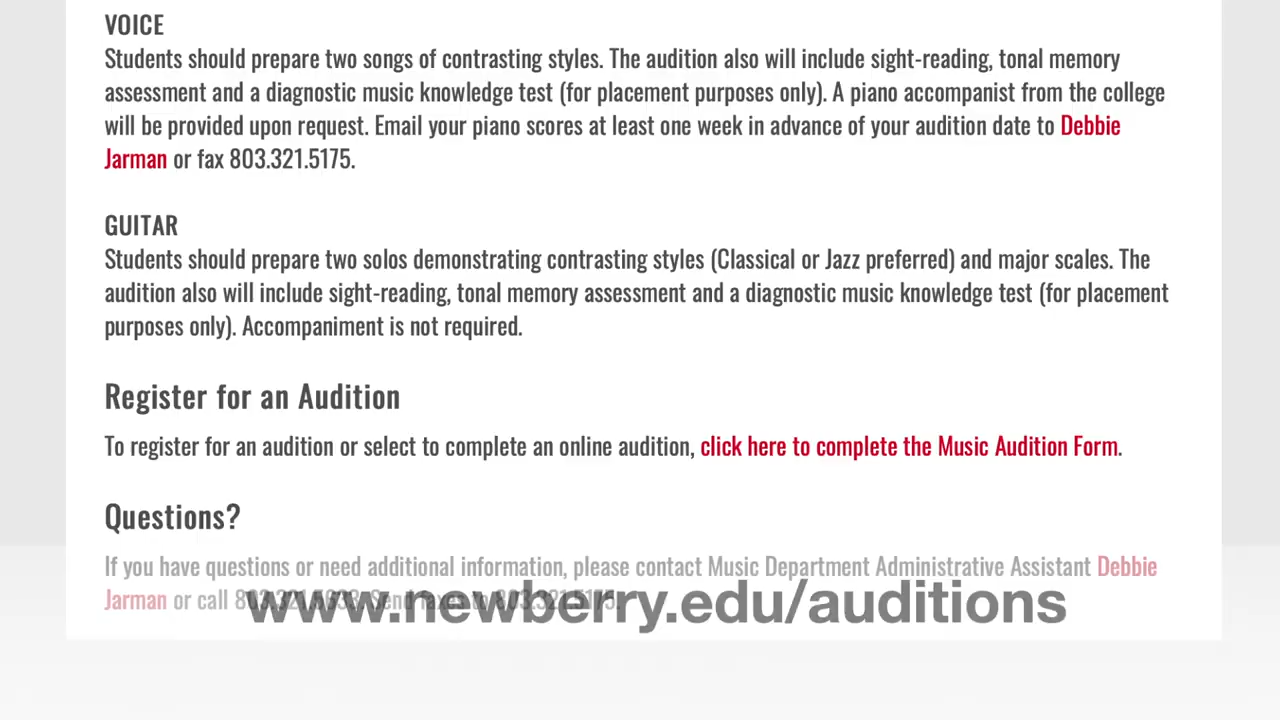 VOICE
Students should prepare two songs of contrasting styles. The audition also will include sight-reading, tonal memory
assessment and a diagnostic music knowledge test (for placement purposes only). A piano accompanist from the college
will be provided upon request. Email your piano scores at least one week in advance of your audition date to Debbie
Jarman or fax 803.321.5175.
GUITAR
Students should prepare two solos demonstrating contrasting styles (Classical or Jazz preferred) and major scales. The
audition also will include sight-reading, tonal memory assessment and a diagnostic music knowledge test (for placement
purposes only). Accompaniment is not required.
Register for an Audition
To register for an audition or select to complete an online audition, click here to complete the Music Audition Form.
Questions?
If you have questions or need additional information, please contact Music Department Administrative Assistant Debbie
Jarman or call Send faxes to 803.321.5175.
www.newberry.edu/auditions